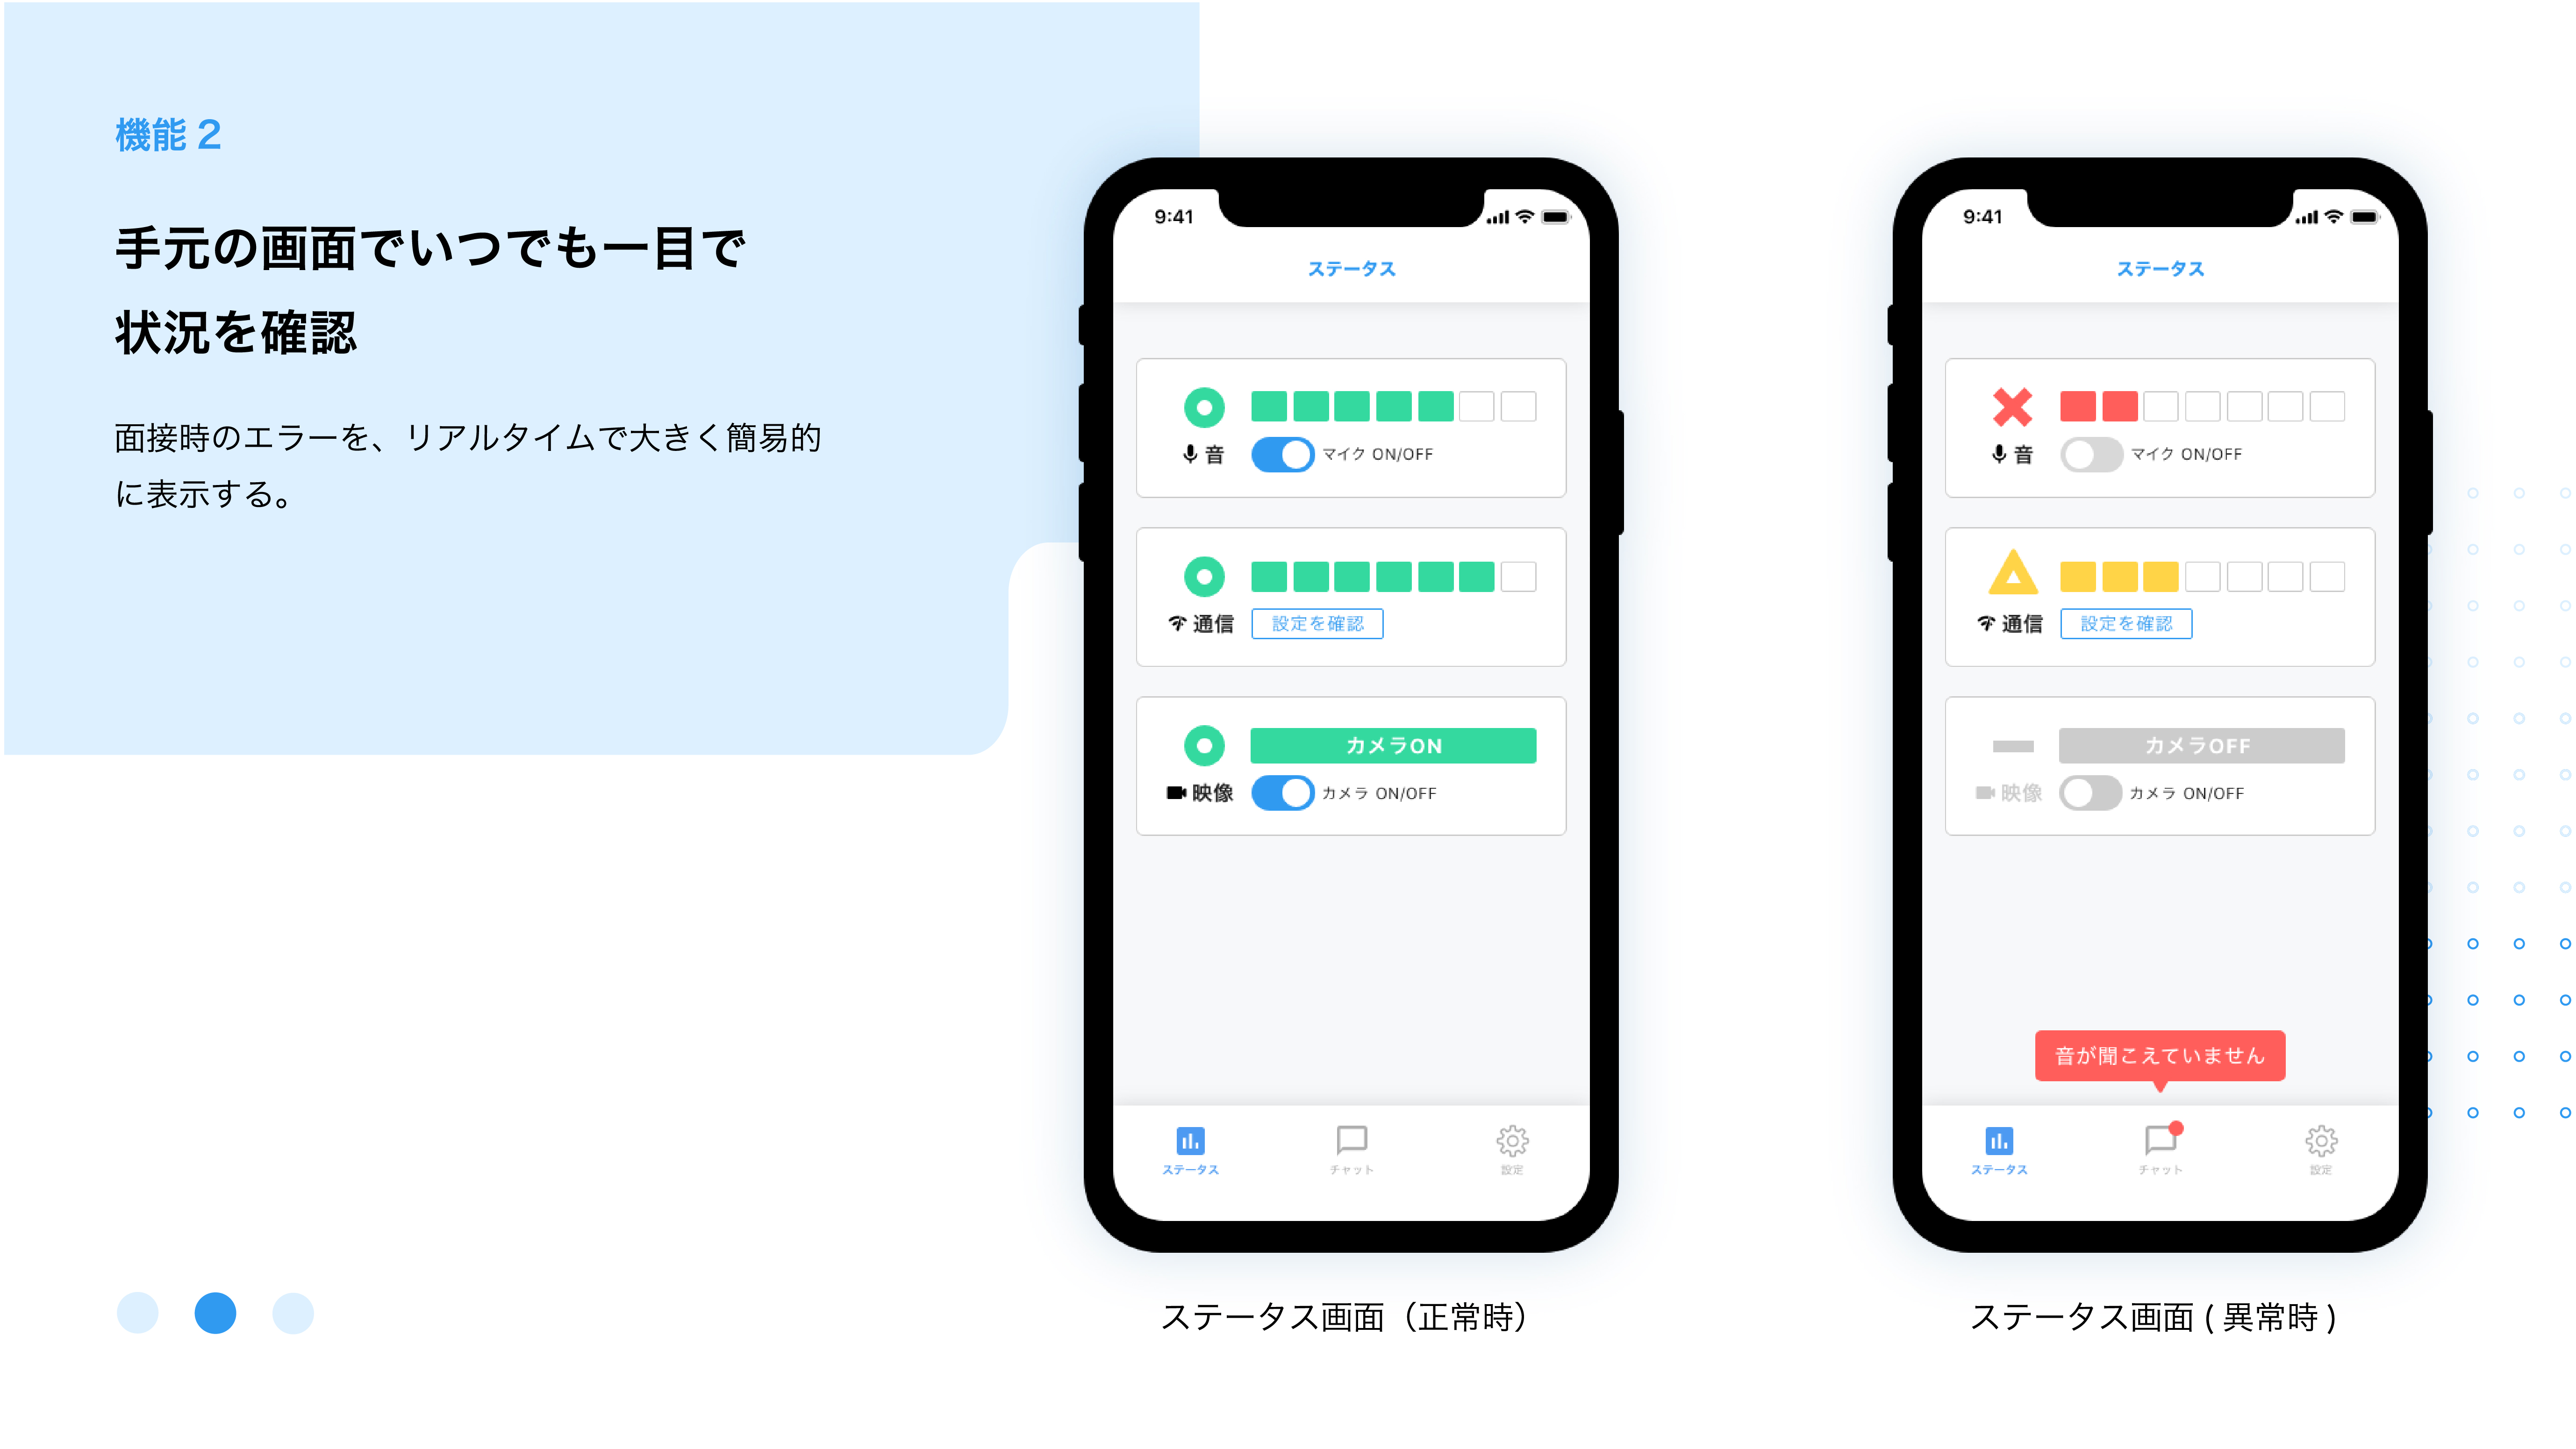 機能 2
手元の画面でいつでも一目で
状況を確認
面接時のエラーを、リアルタイムで大きく簡易的
に表示する。
9:41
ステータス
音
マイク ON/OFF
通信
設定を確認
カメラON
映像
カメラ ON/OFF
ステータス
チャット
設定
ステータス画面（正常時）
9:41
ステータス
音
マイク ON/OFF
通信
設定を確認
カメラOFF
映像
カメラ ON/OFF
音が聞こえていません
ステータス
チャット
設定
ステータス画面 ( 異常時 )